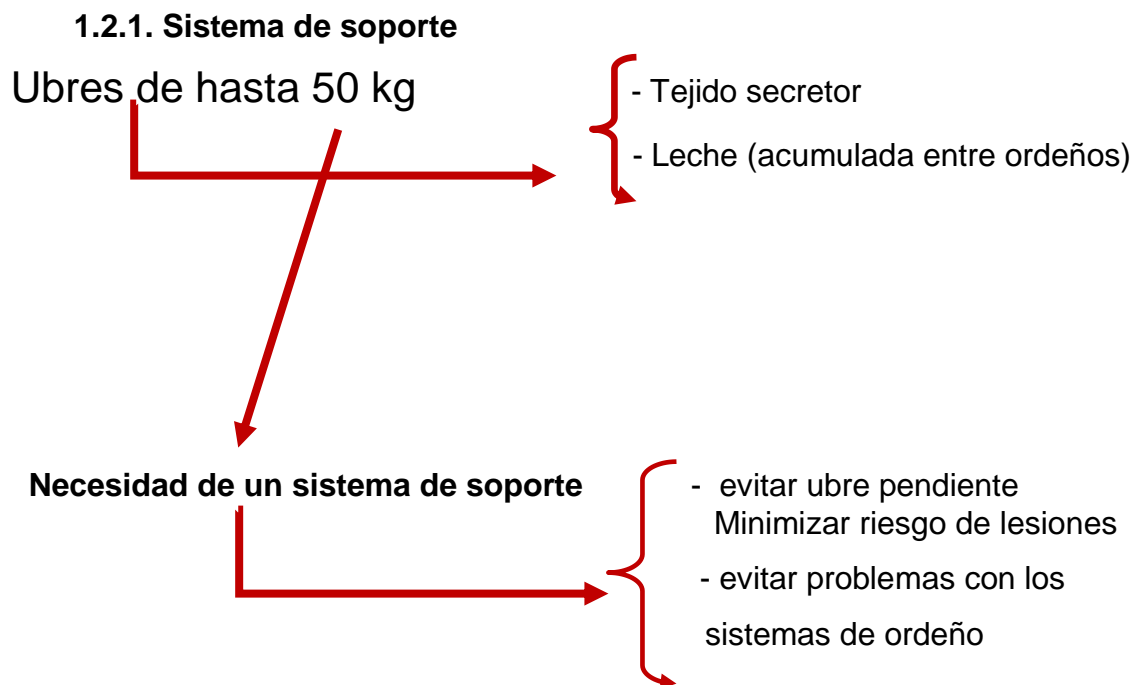 1.2.1. Sistema de soporte
Ubres de hasta 50 kg
- Tejido secretor
- Leche (acumulada entre ordeños)
Necesidad de un sistema de soporte
- evitar ubre pendiente
Minimizar riesgo de lesiones
- evitar problemas con los
sistemas de ordeño